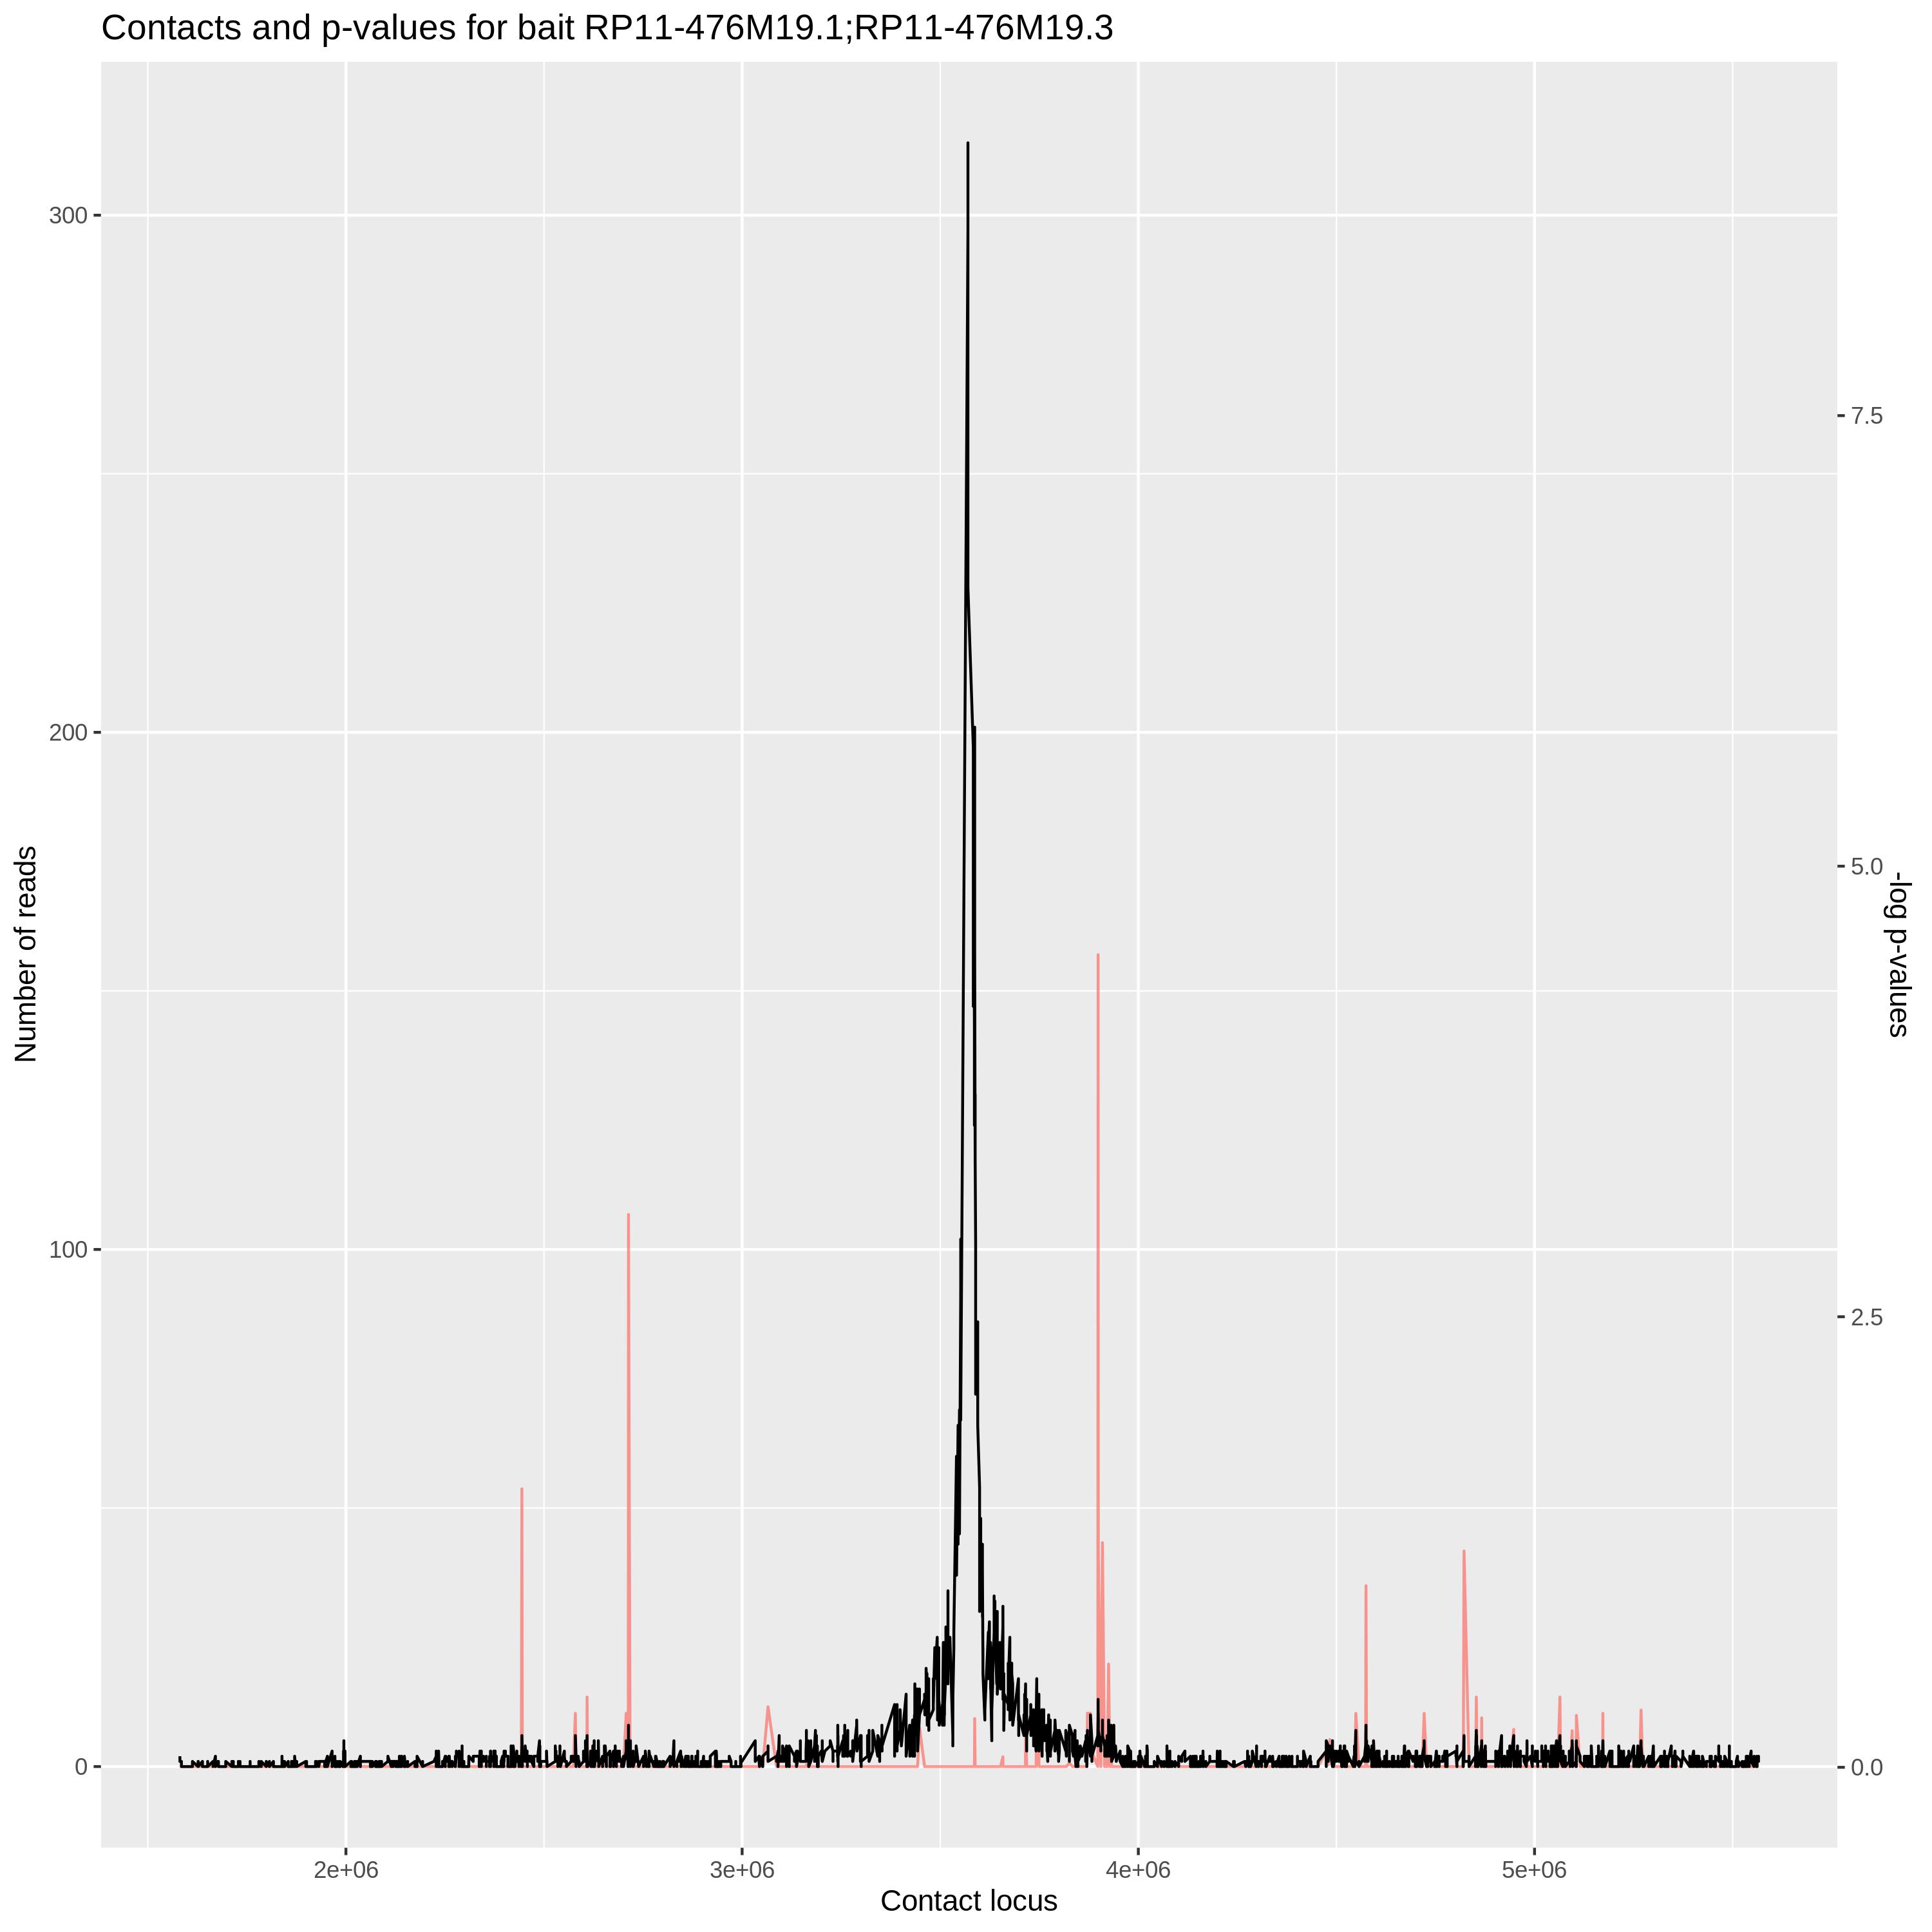 Contacts and p-values for bait RP11-476M19.1;RP11-476M19.3
300
200
100
0
Number of reads
7.5
5.0
2.5
0.0
-log p-values
2e+06 3e+06 4e+06 5e+06
Contact locus